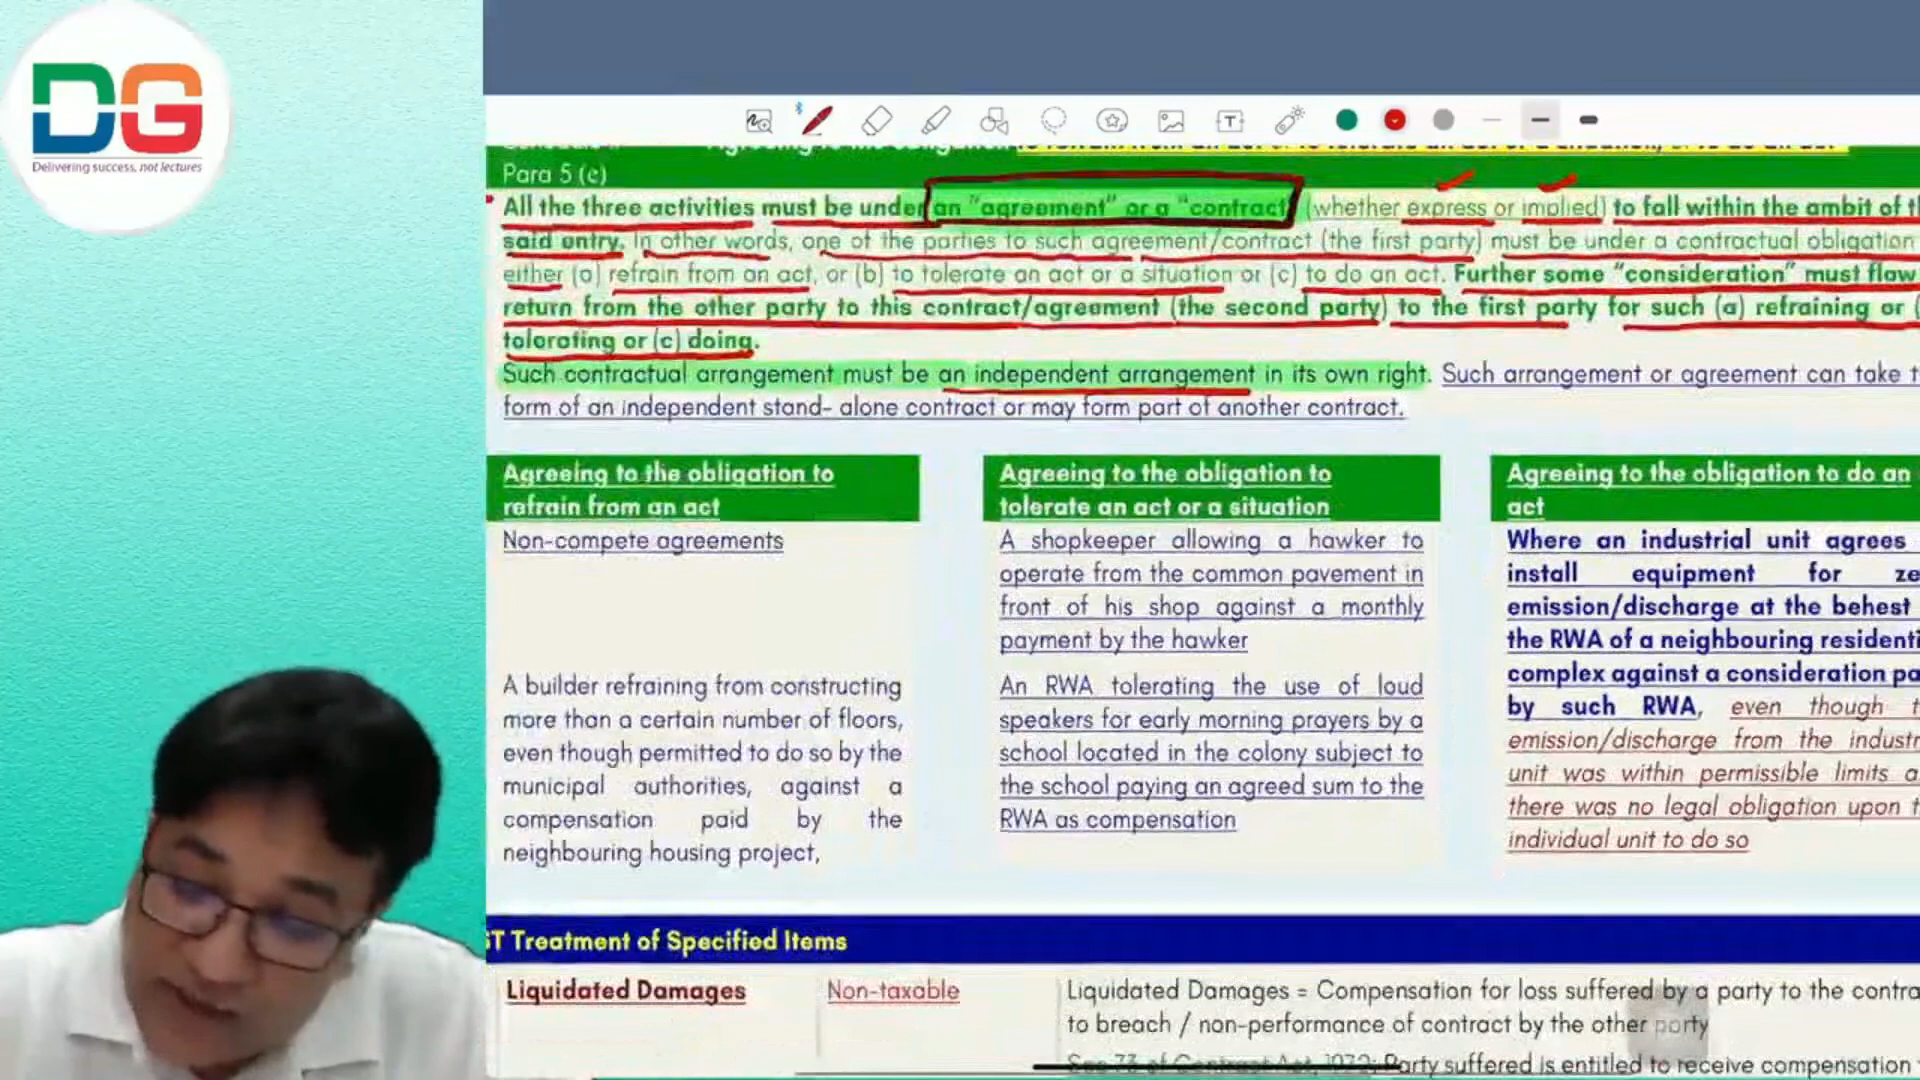 DG
Delivering success, not lectures
Para 5 (e)
All the three activities must be under an "agreement" or a "contract" (whether express or implied) to fall within the ambit of
said entry. In other words, one of the parties to such agreement/contract (the first party) must be under a contractual obligation
either (a) refrain from an act, or (b) to tolerate an act or a situation or (c) to do an act. Further some "consideration" must flow
return from the other party to this contract/agreement (the second party) to the first party for such (a) refraining or
tolerating or (c) doing.
Such contractual arrangement must be an independent arrangement in its own right. Such arrangement or agreement can take
form of an independent stand- alone contract or may form part of another contract.
Agreeing to the obligation to
refrain from an act
Non-compete agreements
A builder refraining from constructing
more than a certain number of floors,
even though permitted to do so by the
municipal authorities, against a
compensation paid by the
neighbouring housing project,
Agreeing to the obligation to
tolerate an act or a situation
A shopkeeper allowing a hawker to
operate from the common pavement in
front of his shop against a monthly
payment by the hawker
An RWA tolerating the use of loud
speakers for early morning prayers by a
school located in the colony subject to
the school paying an agreed sum to the
RWA as compensation
Agreeing to the obligation to do an
act
Where an industrial unit agrees
install equipment for
emission/discharge at the behest
the RWA of a neighbouring
complex against a consideration
by such RWA, even though
emission/discharge from the
unit was within permissible limits
there was no legal obligation upon
individual unit to do so
Treatment of Specified Items
Liquidated Damages
Non-taxable
Liquidated Damages = Compensation for loss suffered by a party to the
to breach / non-performance of contract by the other party
Party suffered is entitled to receive compensation